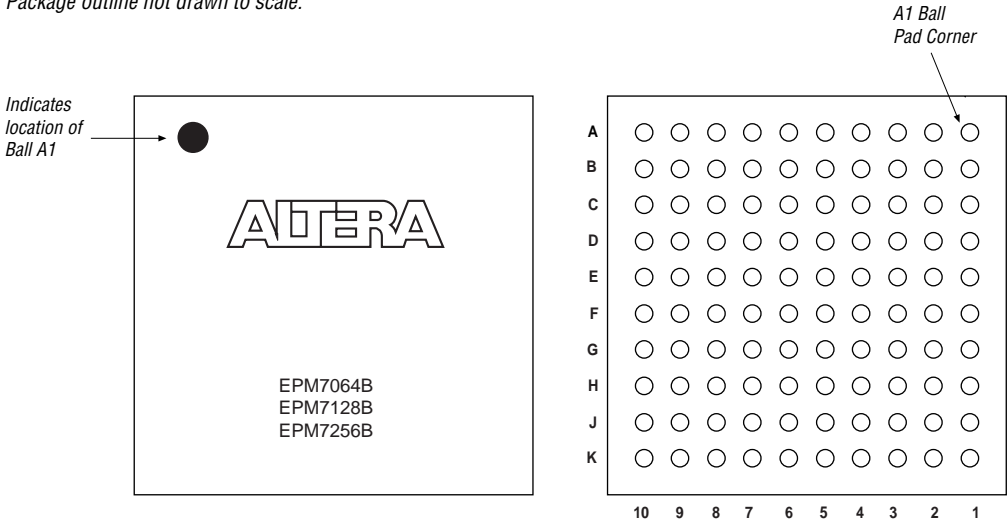 Package outline not drawn to scale.
A1 Ball
Pad Corner
Indicates
location of
Ball A1
ALTERA
EPM7064B
EPM7128B
EPM7256B
A
B
C
D
E
F
G
H
J
K
10 9 8 7 6 5 4 3 2 1